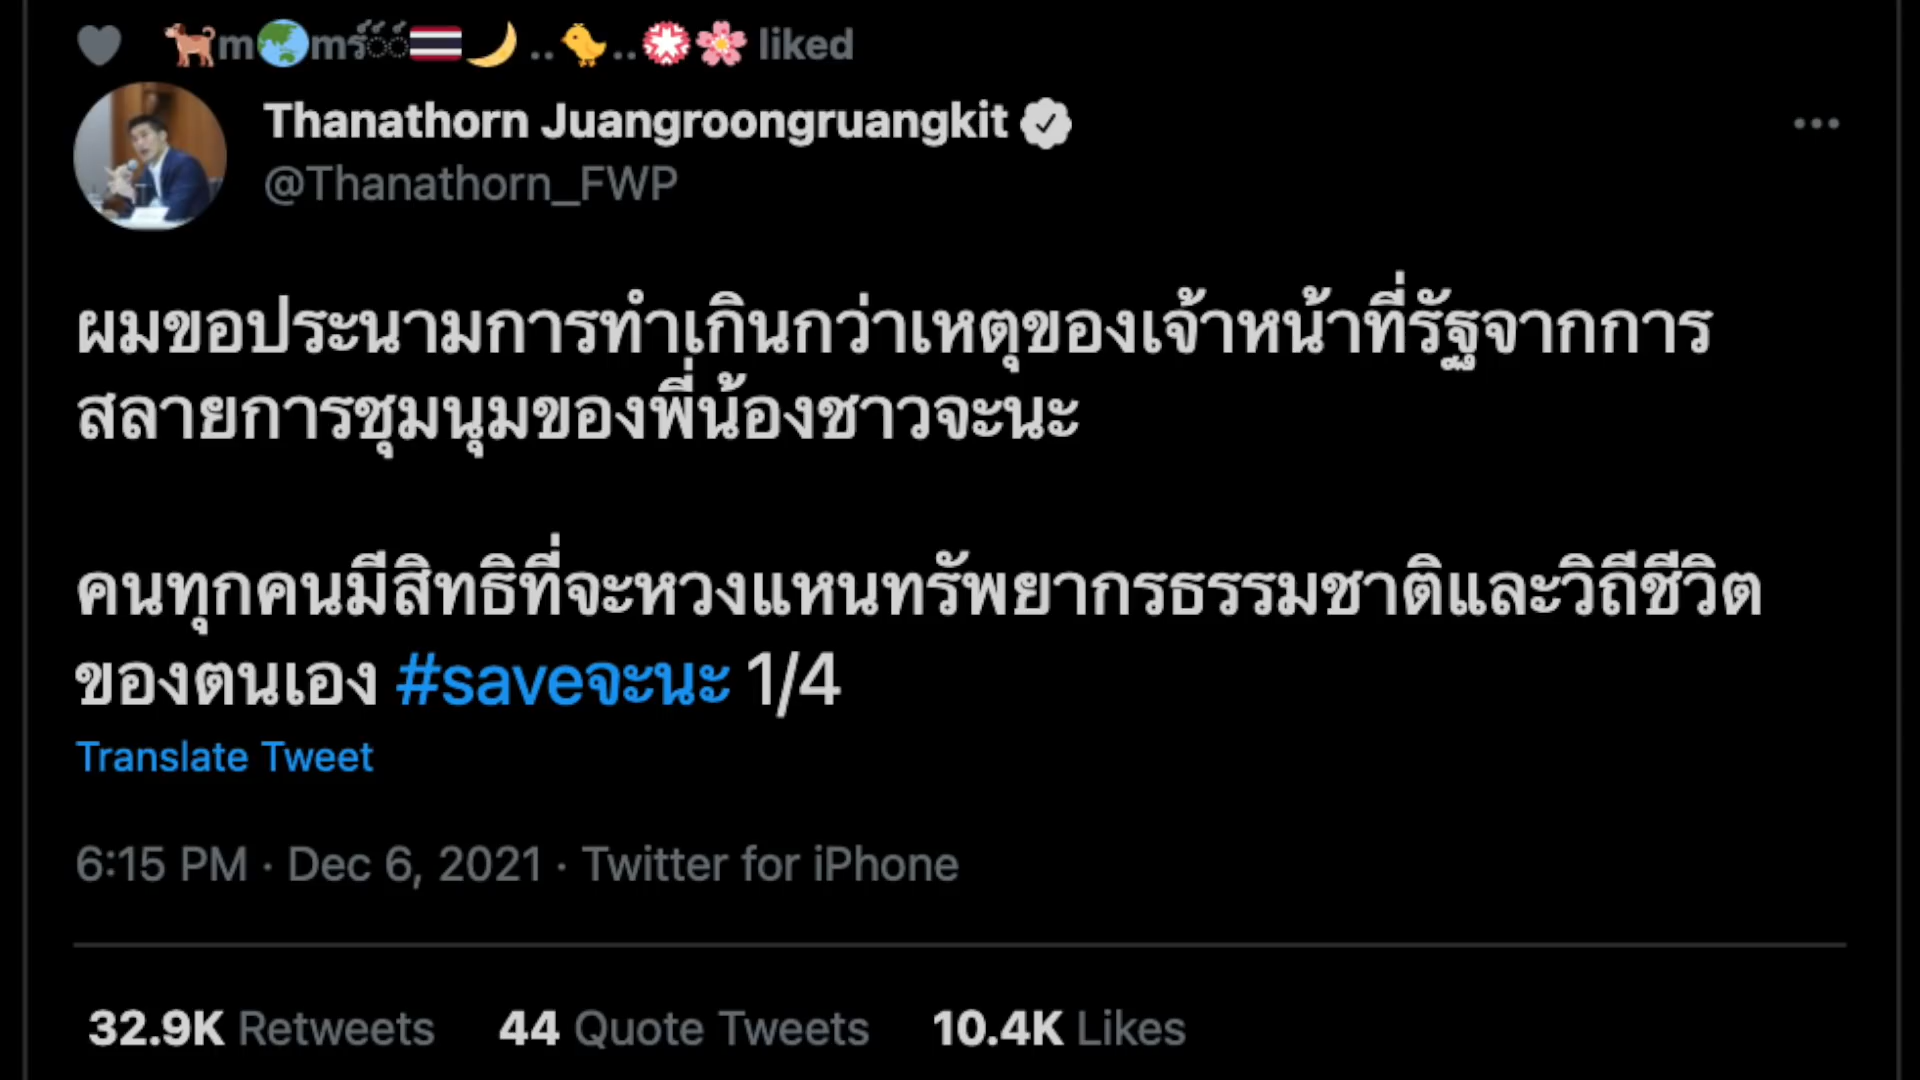 🐕m🌏mร์๊๊🇹🇭🌙 ..🐤..💮🌸 liked
Thanathorn Juangroongruangkit
@Thanathorn_FWP
ผมขอประนามการทำเกินกว่าเหตุของเจ้าหน้าที่รัฐจากการ
สลายการชุมนุมของพี่น้องชาวจะนะ
คนทุกคนมีสิทธิที่จะหวงแหนทรัพยากรธรรมชาติและวิถีชีวิต
ของตนเอง #saveจะนะ 1/4
Translate Tweet
6:15 PM · Dec 6, 2021 · Twitter for iPhone
32.9K Retweets 44 Quote Tweets 10.4K Likes